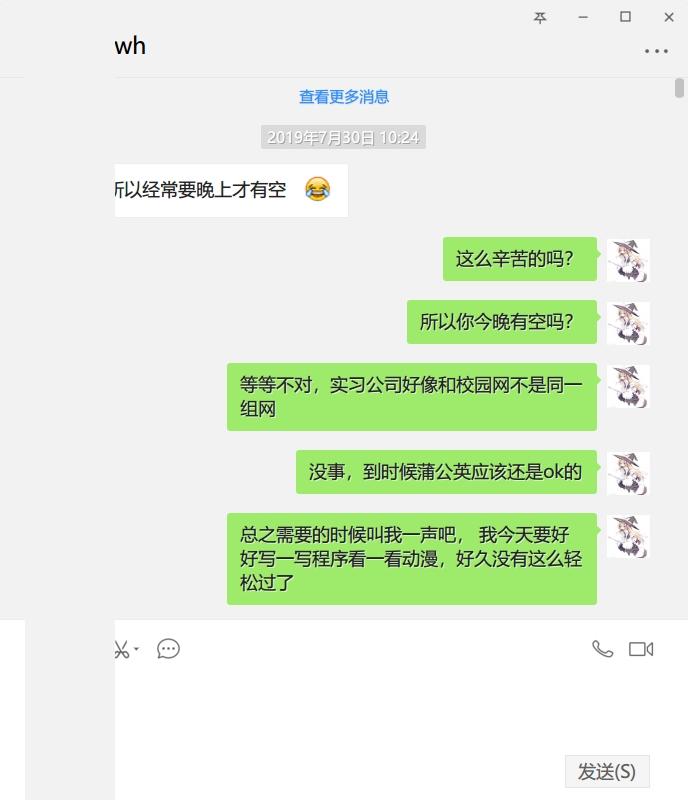 wh
查看更多消息
2019年7月30日 10:24
所以经常要晚上才有空 😂
这么辛苦的吗？
所以你今晚有空吗？
等等不对，实习公司好像和校园网不是同一
组网
没事，到时候蒲公英应该还是ok的
总之需要的时候叫我一声吧， 我今天要好
好写一写程序看一看动漫，好久没有这么轻
松过了
发送(S)